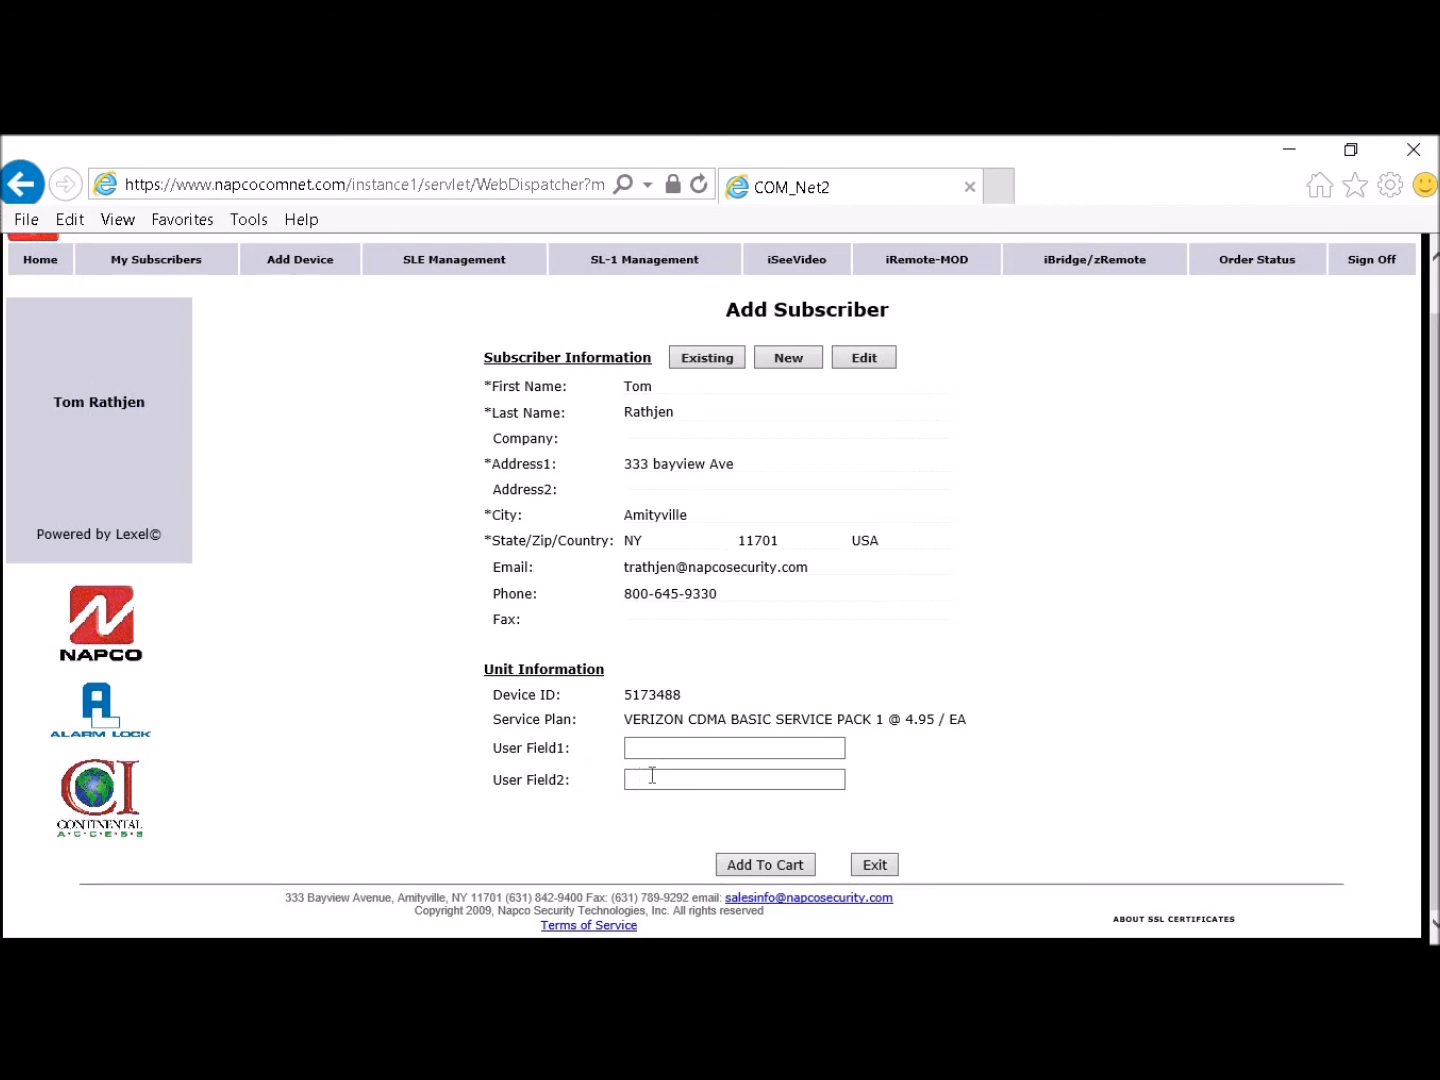 https://www.napcocomnet.com/instance1/servlet/WebDispatcher?m
COM_Net2
File Edit View Favorites Tools Help
Home My Subscribers Add Device SLE Management SL-1 Management iSeeVideo iRemote-MOD iBridge/zRemote Order Status Sign Off
Add Subscriber
Subscriber Information Existing New Edit
*First Name: Tom
*Last Name: Rathjen
Company:
*Address1: 333 bayview Ave
Address2:
*City: Amityville
*State/Zip/Country: NY 11701 USA
Email: trathjen@napcosecurity.com
Phone: 800-645-9330
Fax:
Unit Information
Device ID: 5173488
Service Plan: VERIZON CDMA BASIC SERVICE PACK 1 @ 4.95 / EA
User Field1:
User Field2:
Add To Cart Exit
Tom Rathjen
Powered by Lexel©
NAPCO
AL
ALARM LOCK
CI
CONTINENTAL
A·C·C·E·S·S
333 Bayview Avenue, Amityville, NY 11701 (631) 842-9400 Fax: (631) 789-9292 email: salesinfo@napcosecurity.com
Copyright 2009, Napco Security Technologies, Inc. All rights reserved
Terms of Service
ABOUT SSL CERTIFICATES